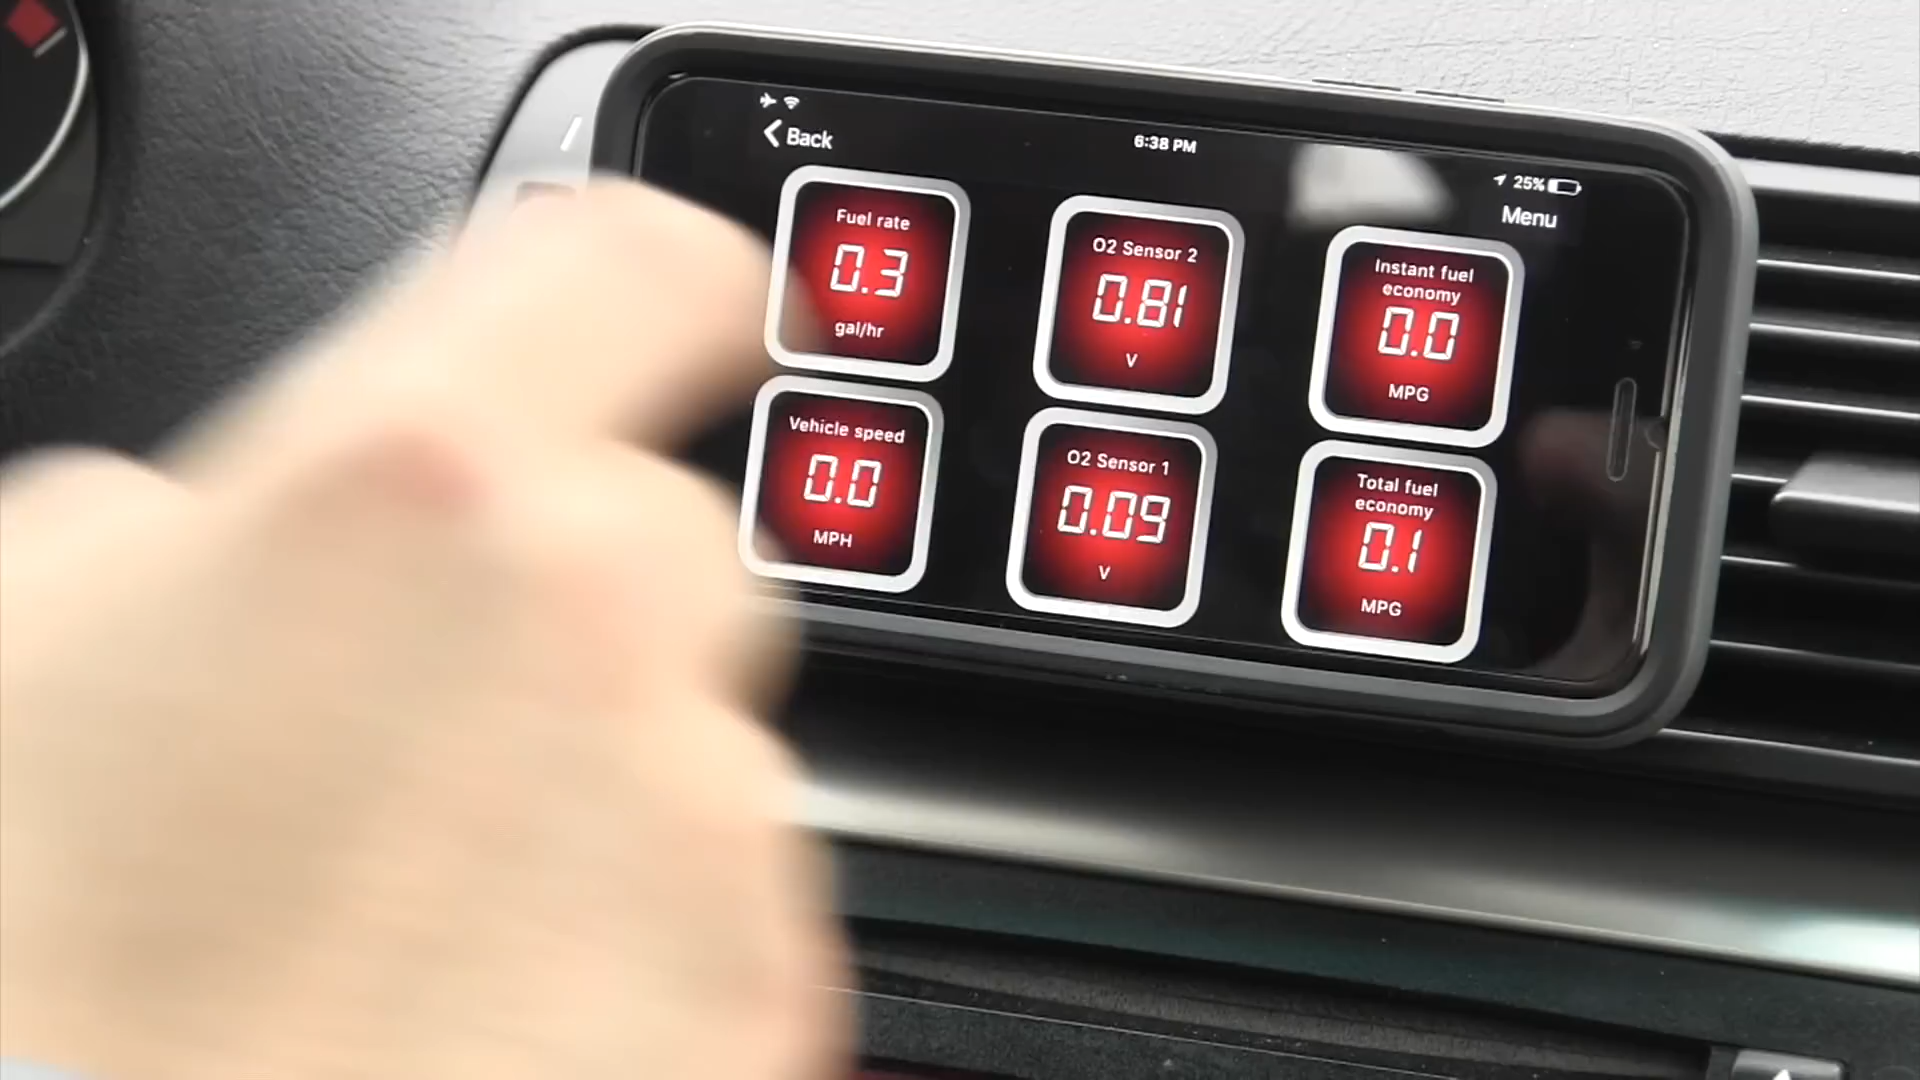 Back
6:38 PM
25%
Menu
Fuel rate
0.3
gal/hr
O2 Sensor 2
0.81
V
Instant fuel
economy
0.0
MPG
Vehicle speed
0.0
MPH
O2 Sensor 1
0.09
V
Total fuel
economy
0.1
MPG